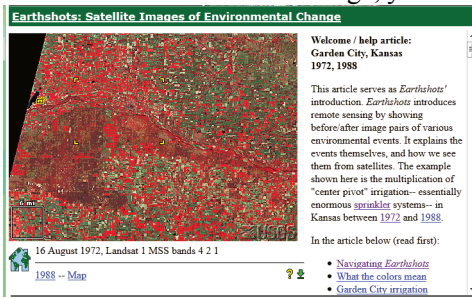 Earthshots: Satellite Images of Environmental Change
Welcome / help article:
Garden City, Kansas
1972, 1988
This article serves as Earthshots'
introduction. Earthshots introduces
remote sensing by showing
before/after image pairs of various
environmental events. It explains the
events themselves, and how we see
them from satellites. The example
shown here is the multiplication of
"center pivot" irrigation-- essentially
enormous sprinkler systems-- in
Kansas between 1972 and 1988.
In the article below (read first):
• Navigating Earthshots
• What the colors mean
• Garden City irrigation
6 mi
USGS
16 August 1972, Landsat 1 MSS bands 4 2 1
1988 -- Map
?